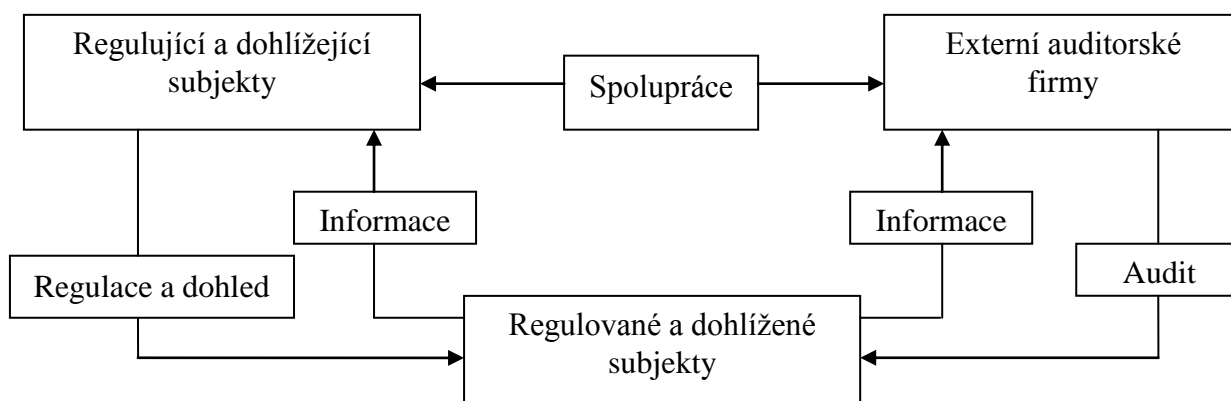 Regulující a dohlížející
subjekty
Spolupráce
Externí auditorské
firmy
Informace
Informace
Regulace a dohled
Audit
Regulované a dohlížené
subjekty